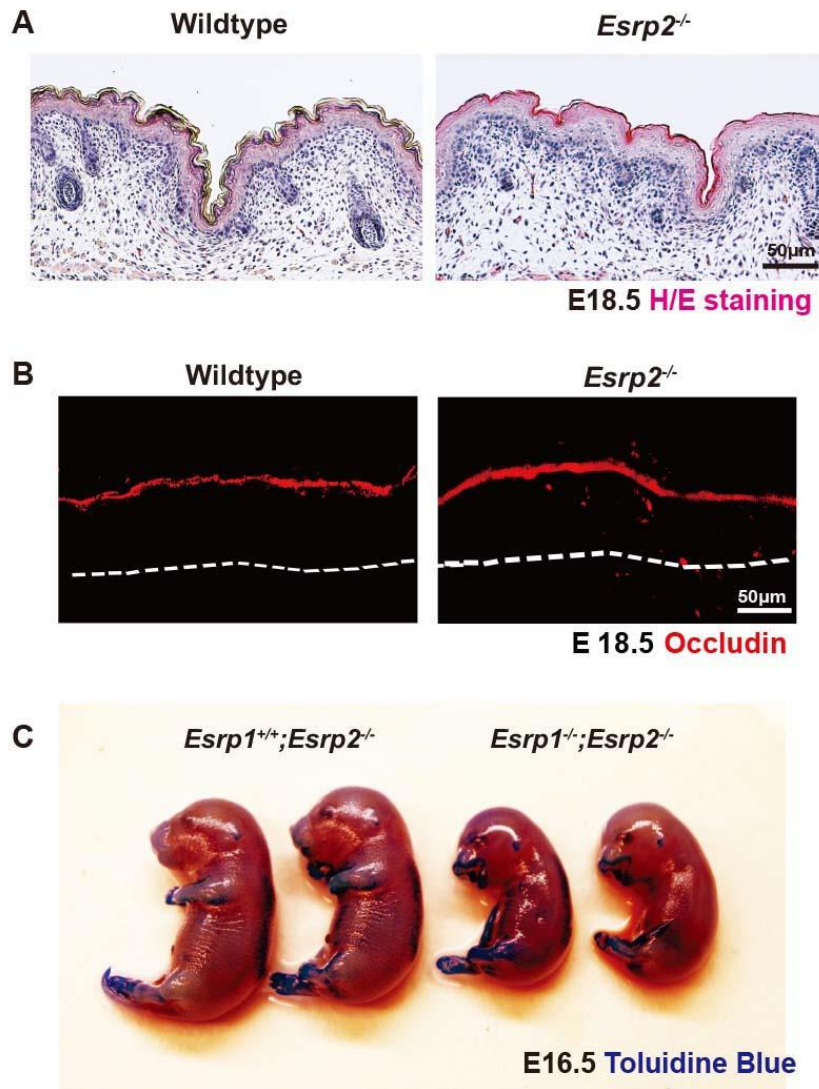 A
Wildtype
Esrp2-/-
50μm
E18.5 H/E staining
B
Wildtype
Esrp2-/-
50μm
E 18.5 Occludin
C
Esrp1+/+;Esrp2-/-
Esrp1-/-;Esrp2-/-
E16.5 Toluidine Blue